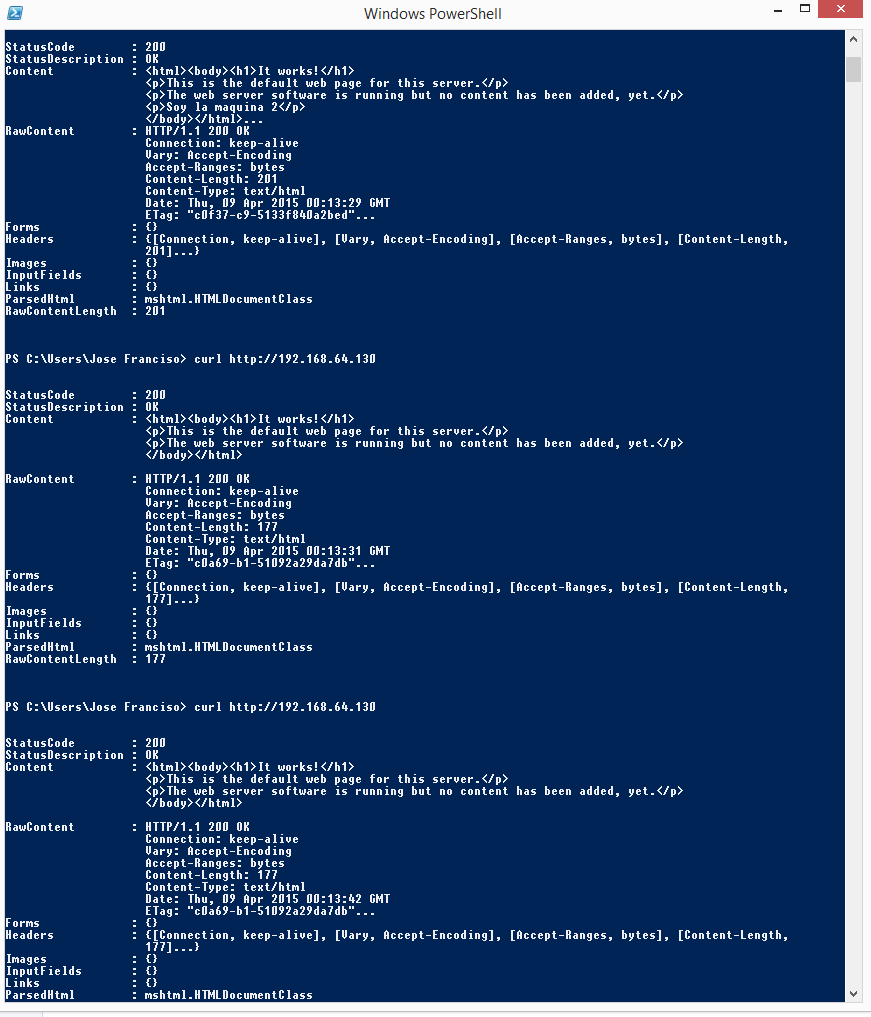 Windows PowerShell
StatusCode : 200
StatusDescription : OK
Content : <html><body><h1>It works!</h1>
<p>This is the default web page for this server.</p>
<p>The web server software is running but no content has been added, yet.</p>
<p>Soy la maquina 2</p>
</body></html>...
RawContent : HTTP/1.1 200 OK
Connection: keep-alive
Vary: Accept-Encoding
Accept-Ranges: bytes
Content-Length: 201
Content-Type: text/html
Date: Thu, 09 Apr 2015 00:13:29 GMT
ETag: "c0f37-c9-5133f840a2bed"...
Forms : {}
Headers : {[Connection, keep-alive], [Vary, Accept-Encoding], [Accept-Ranges, bytes], [Content-Length,
201]...}
Images : {}
InputFields : {}
Links : {}
ParsedHtml : mshtml.HTMLDocumentClass
RawContentLength : 201
PS C:\Users\Jose Franciso> curl http://192.168.64.130
StatusCode : 200
StatusDescription : OK
Content : <html><body><h1>It works!</h1>
<p>This is the default web page for this server.</p>
<p>The web server software is running but no content has been added, yet.</p>
</body></html>
RawContent : HTTP/1.1 200 OK
Connection: keep-alive
Vary: Accept-Encoding
Accept-Ranges: bytes
Content-Length: 177
Content-Type: text/html
Date: Thu, 09 Apr 2015 00:13:31 GMT
ETag: "c0a69-b1-51092a29da7db"...
Forms : {}
Headers : {[Connection, keep-alive], [Vary, Accept-Encoding], [Accept-Ranges, bytes], [Content-Length,
177]...}
Images : {}
InputFields : {}
Links : {}
ParsedHtml : mshtml.HTMLDocumentClass
RawContentLength : 177
PS C:\Users\Jose Franciso> curl http://192.168.64.130
StatusCode : 200
StatusDescription : OK
Content : <html><body><h1>It works!</h1>
<p>This is the default web page for this server.</p>
<p>The web server software is running but no content has been added, yet.</p>
</body></html>
RawContent : HTTP/1.1 200 OK
Connection: keep-alive
Vary: Accept-Encoding
Accept-Ranges: bytes
Content-Length: 177
Content-Type: text/html
Date: Thu, 09 Apr 2015 00:13:42 GMT
ETag: "c0a69-b1-51092a29da7db"...
Forms : {}
Headers : {[Connection, keep-alive], [Vary, Accept-Encoding], [Accept-Ranges, bytes], [Content-Length,
177]...}
Images : {}
InputFields : {}
Links : {}
ParsedHtml : mshtml.HTMLDocumentClass